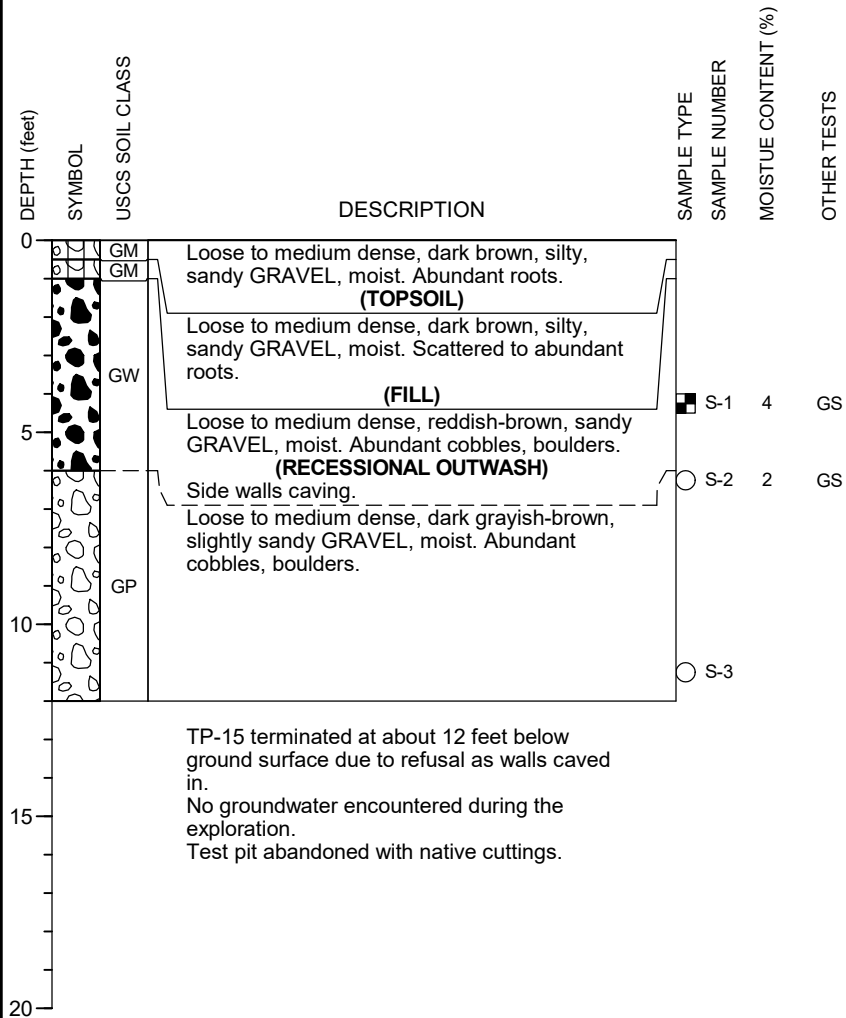 DEPTH (feet)
SYMBOL
USCS SOIL CLASS
DESCRIPTION
SAMPLE TYPE
SAMPLE NUMBER
MOISTUE CONTENT (%)
OTHER TESTS
0
GM
GM
Loose to medium dense, dark brown, silty,
sandy GRAVEL, moist. Abundant roots.
(TOPSOIL)
Loose to medium dense, dark brown, silty,
sandy GRAVEL, moist. Scattered to abundant
roots.
GW
(FILL)
S-1 4 GS
5
Loose to medium dense, reddish-brown, sandy
GRAVEL, moist. Abundant cobbles, boulders.
(RECESSIONAL OUTWASH)
Side walls caving.
S-2 2 GS
Loose to medium dense, dark grayish-brown,
slightly sandy GRAVEL, moist. Abundant
cobbles, boulders.
GP
10
S-3
TP-15 terminated at about 12 feet below
ground surface due to refusal as walls caved
in.
No groundwater encountered during the
exploration.
Test pit abandoned with native cuttings.
15
20